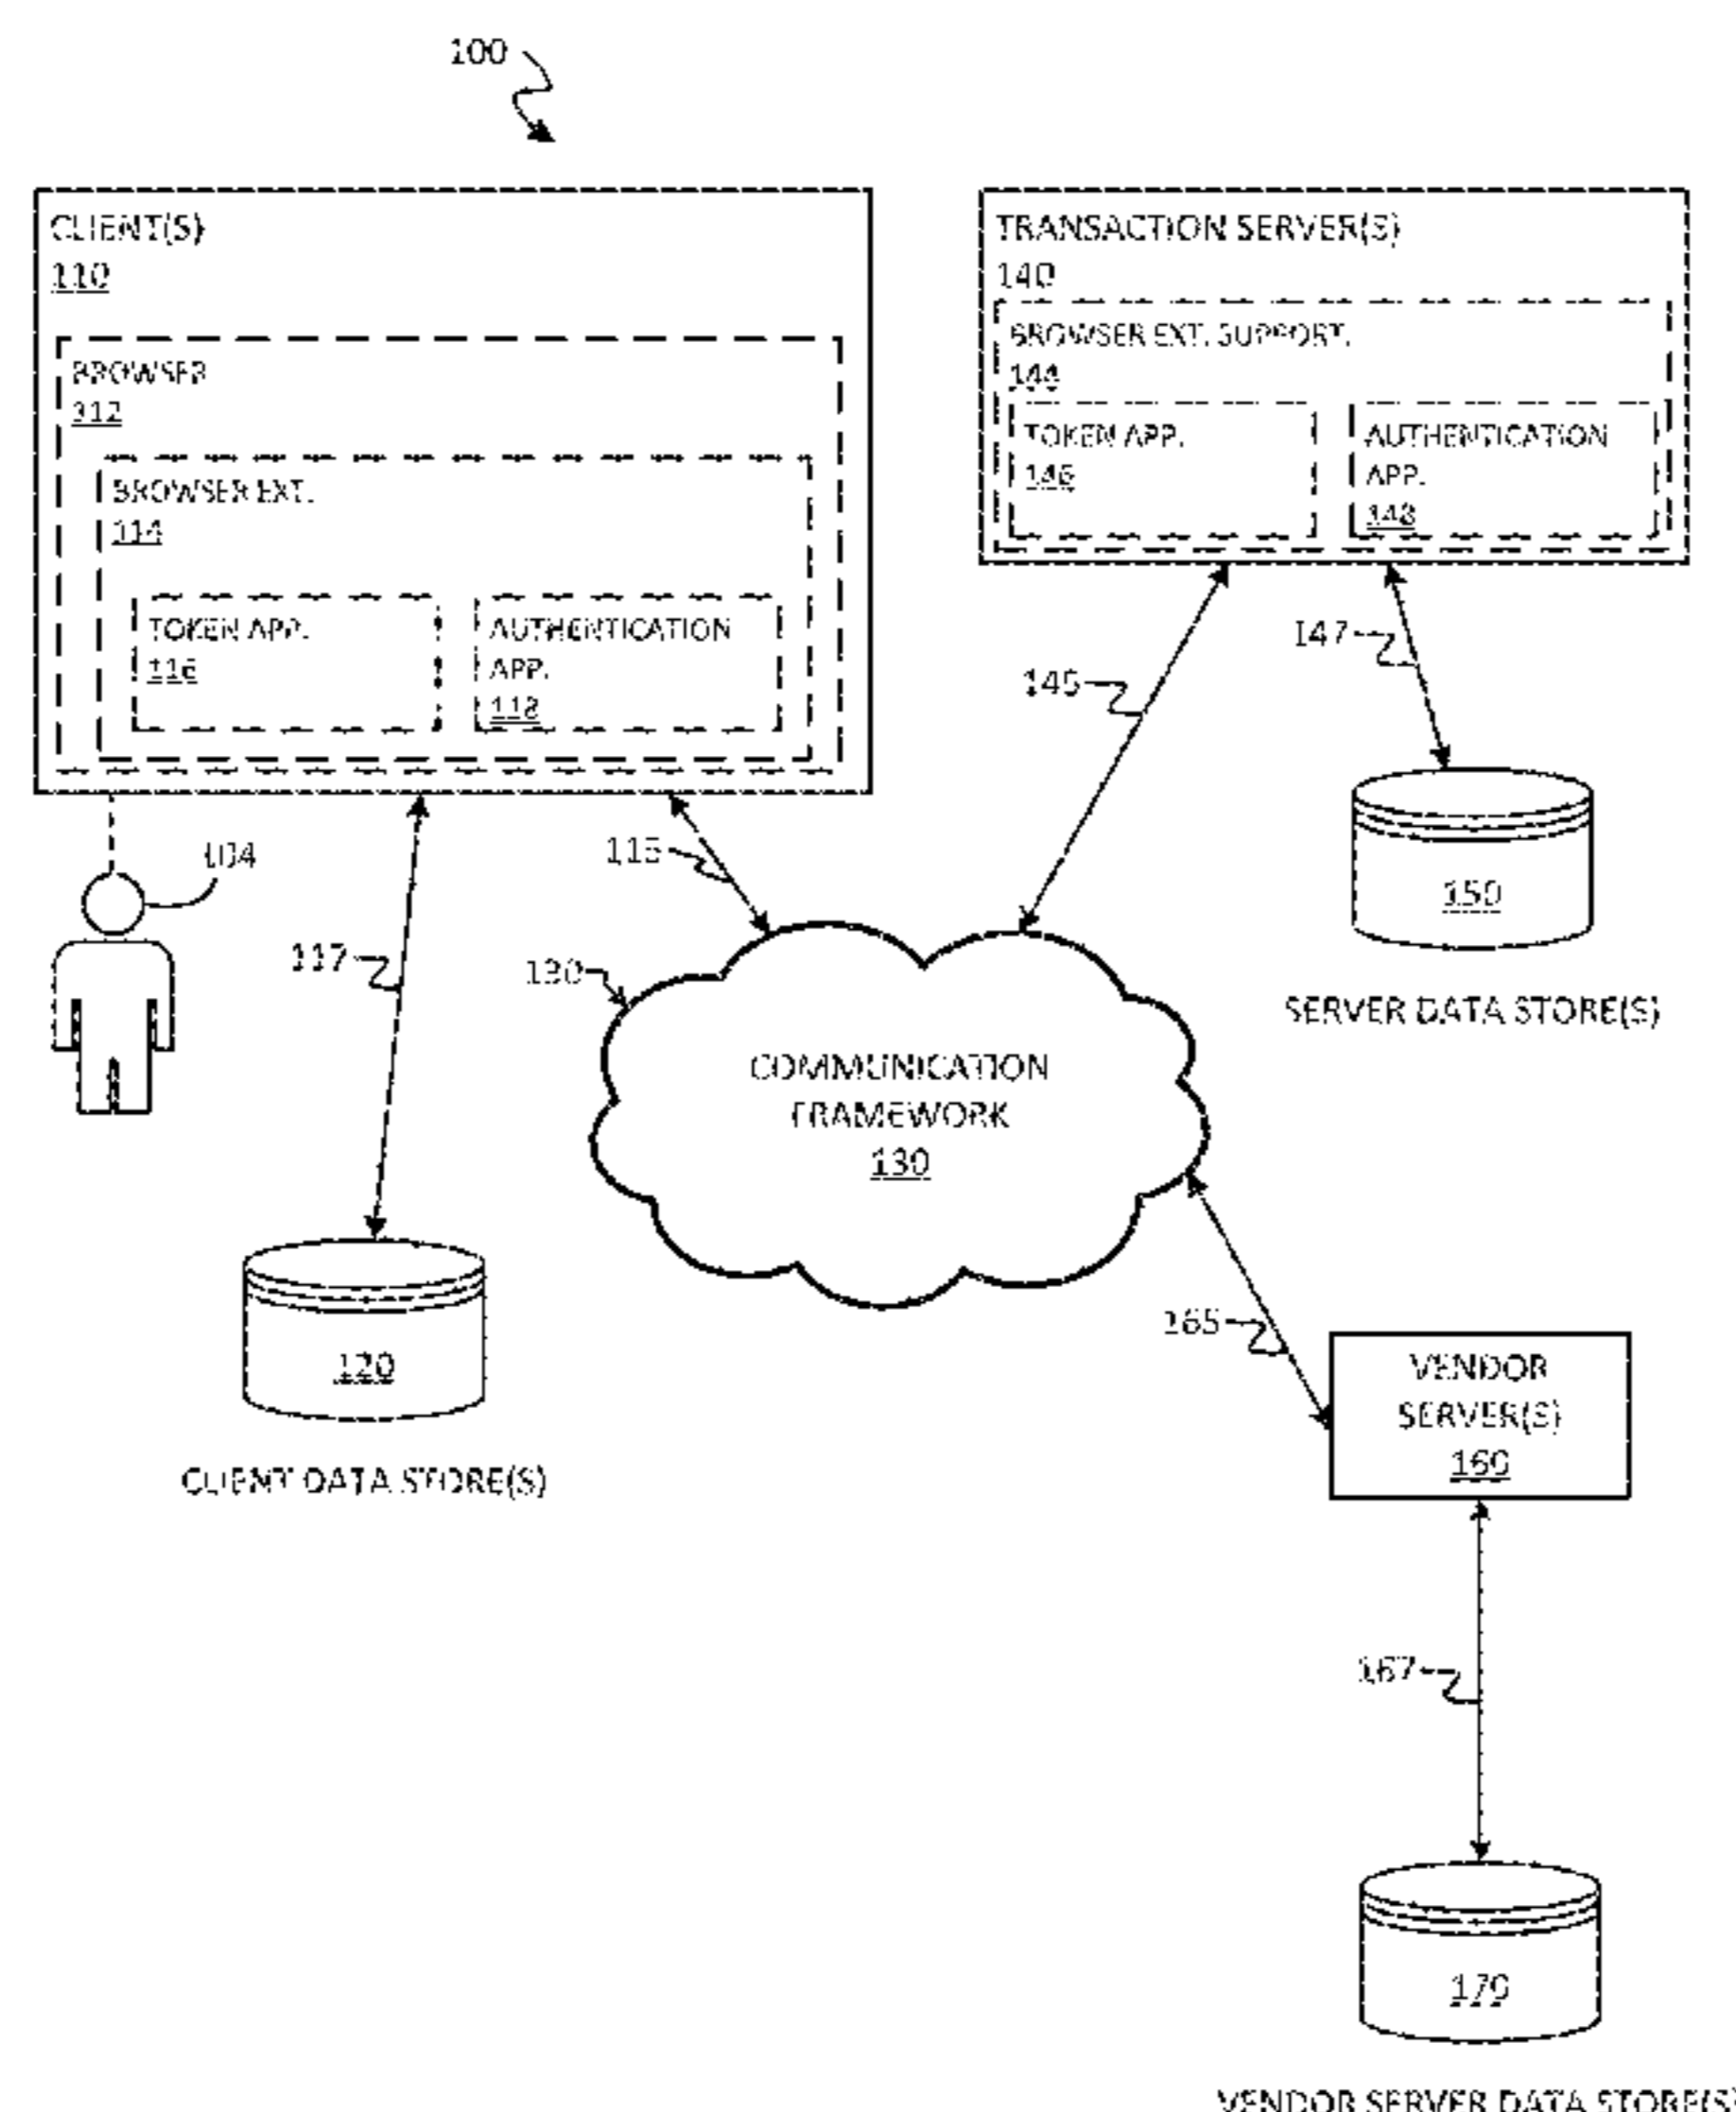 100
CLIENT(S)
110
BROWSER
112
BROWSER EXT.
114
TOKEN APP.
116
AUTHENTICATION
APP.
118
TRANSACTION SERVER(S)
140
BROWSER EXT. SUPPORT.
144
TOKEN APP.
146
AUTHENTICATION
APP.
148
104
117
115
145
147
150
SERVER DATA STORE(S)
130
COMMUNICATION
FRAMEWORK
130
120
CLIENT DATA STORE(S)
165
VENDOR
SERVER(S)
160
167
170
VENDOR SERVER DATA STORE(S)